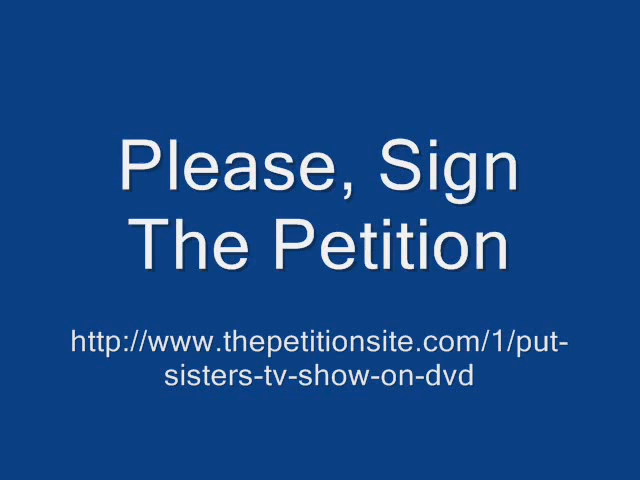 Please, Sign
The Petition
http://www.thepetitionsite.com/1/put-
sisters-tv-show-on-dvd